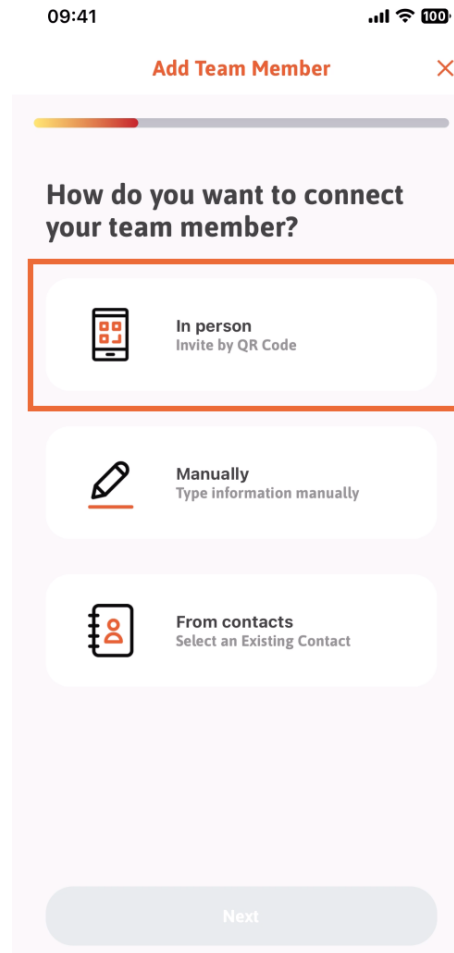 09:41
100
Add Team Member
How do you want to connect
your team member?
In person
Invite by QR Code
Manually
Type information manually
From contacts
Select an Existing Contact
Next